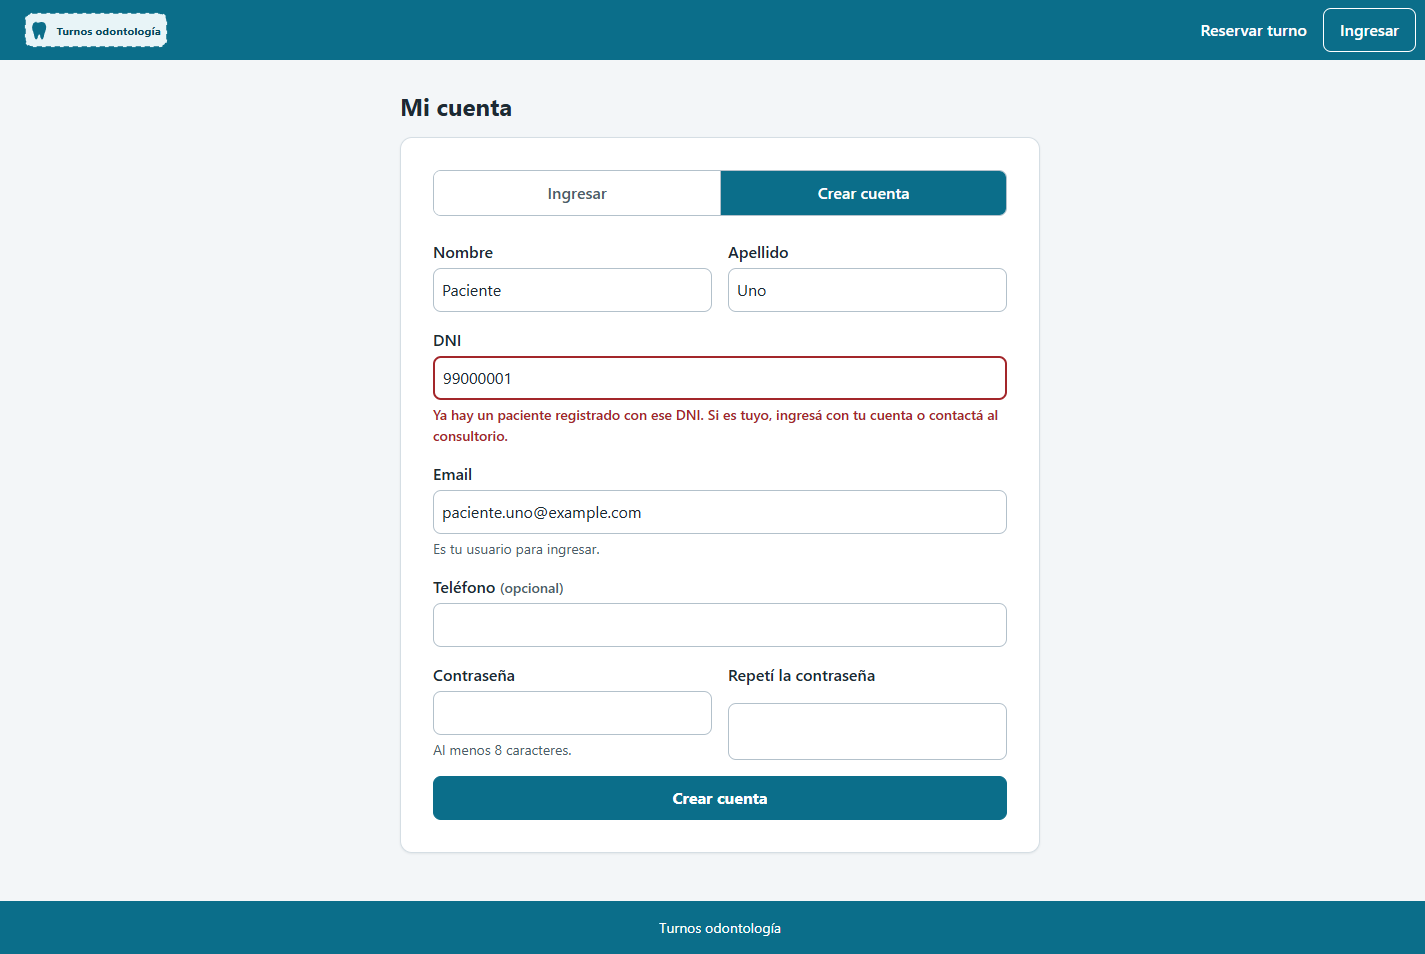 Turnos odontología
Reservar turno
Ingresar
Mi cuenta
Ingresar
Crear cuenta
Nombre
Apellido
Paciente
Uno
DNI
99000001
Ya hay un paciente registrado con ese DNI. Si es tuyo, ingresá con tu cuenta o contactá al
consultorio.
Email
paciente.uno@example.com
Es tu usuario para ingresar.
Teléfono (opcional)
Contraseña
Repetí la contraseña
Al menos 8 caracteres.
Crear cuenta
Turnos odontología